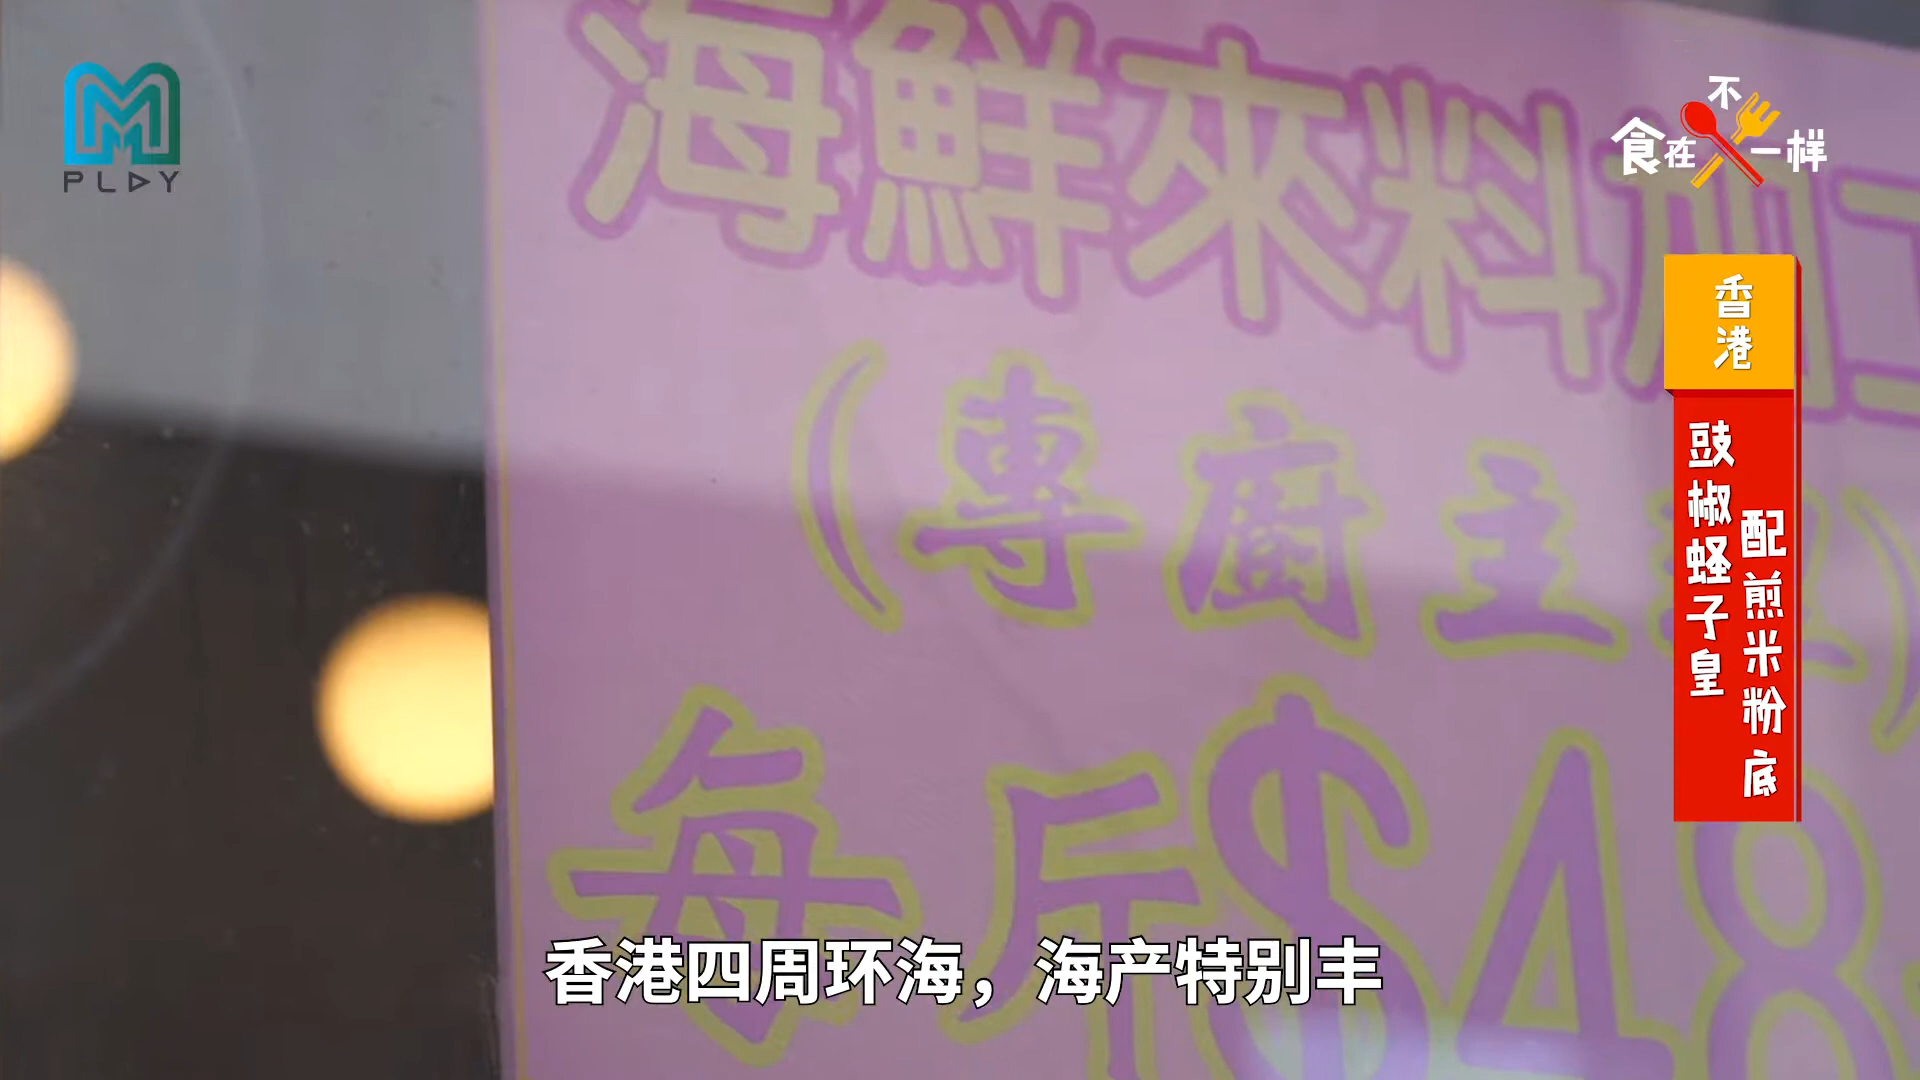 PLAY
食在不一样
香港
豉椒蛏子皇
配煎米粉底
海鮮來料加工
(專廚主
每斤$48
香港四周环海，海产特别丰